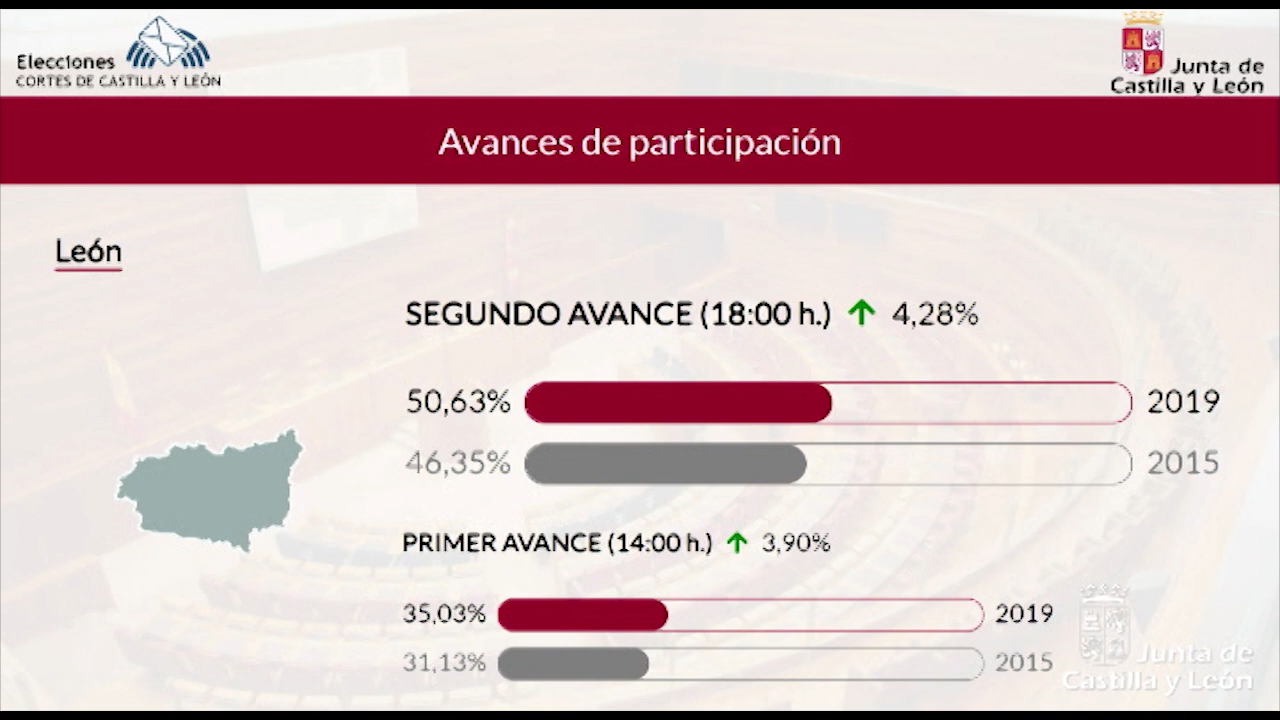 Elecciones
CORTES DE CASTILLA Y LEÓN
Junta de
Castilla y León
Avances de participación
León
SEGUNDO AVANCE (18:00 h.) 4,28%
50,63% 2019
46,35% 2015
PRIMER AVANCE (14:00 h.) 3,90%
35,03% 2019
31,13% 2015
Junta de
Castilla y León